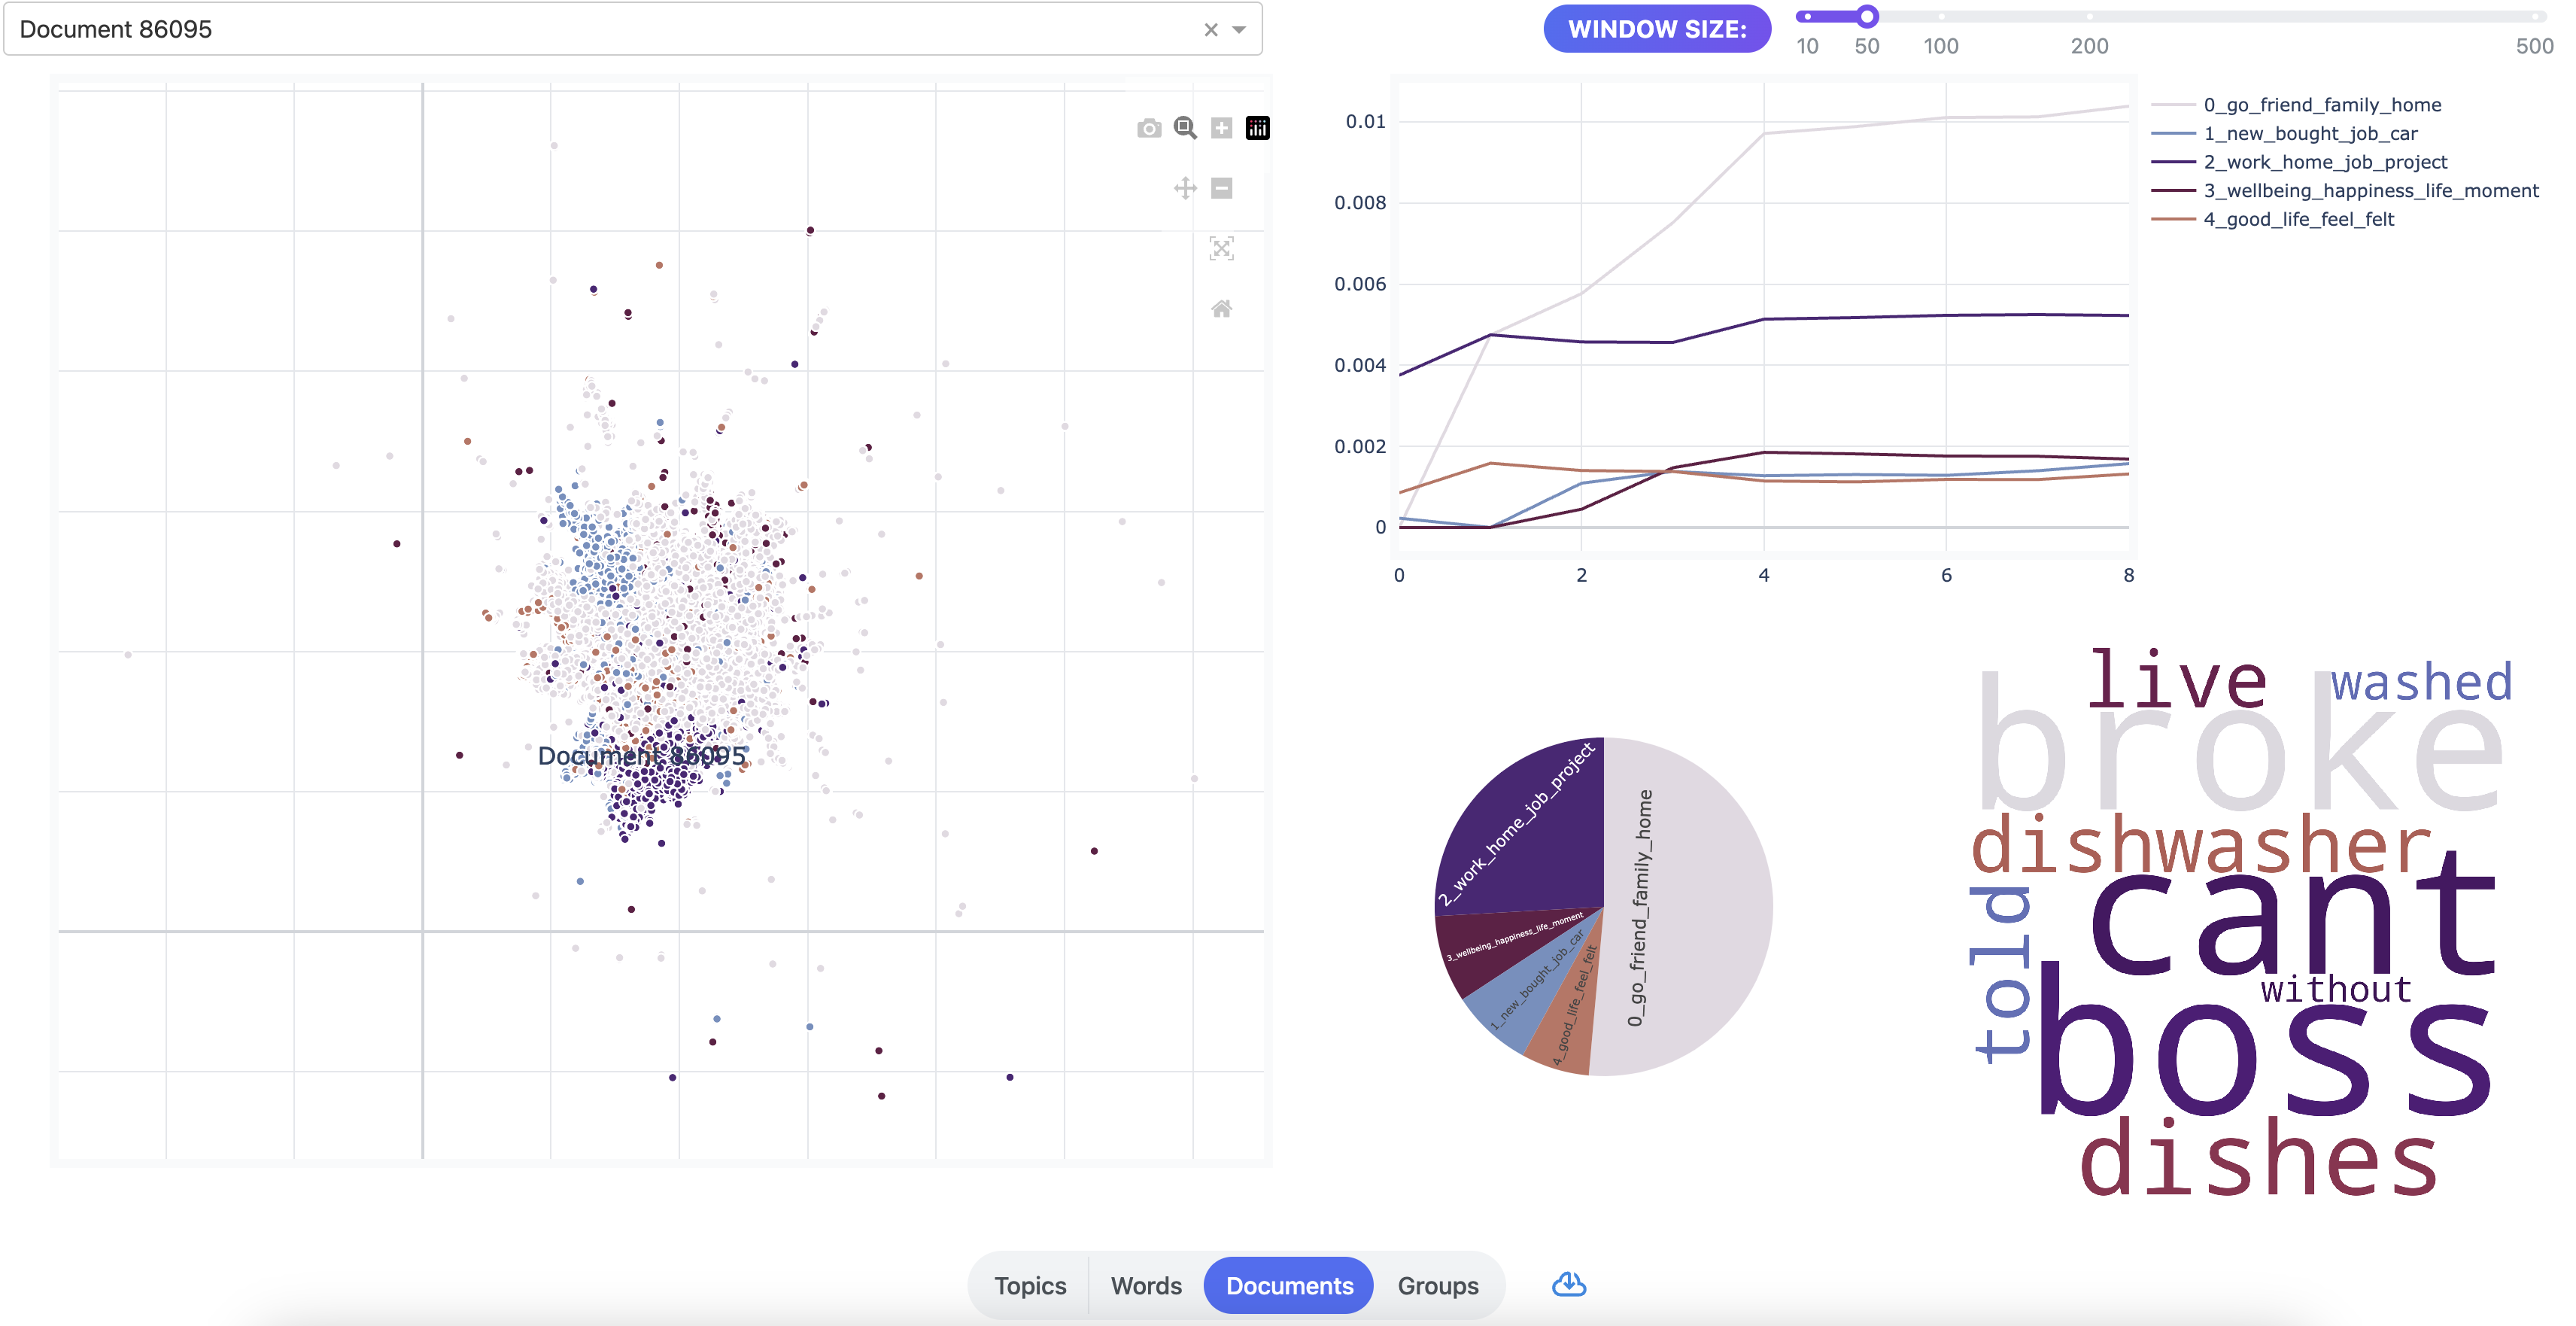 Document 86095
WINDOW SIZE:
10 50 100 200 500
0.01
0.008
0.006
0.004
0.002
0
0 2 4 6 8
0_go_friend_family_home
1_new_bought_job_car
2_work_home_job_project
3_wellbeing_happiness_life_moment
4_good_life_feel_felt
Document 86095
2_work_home_job_project
3_wellbeing_happiness_life_moment
1_new_bought_job_car
4_good_life_feel_felt
0_go_friend_family_home
live
washed
broke
dishwasher
cant
told
without
boss
dishes
Topics Words Documents Groups